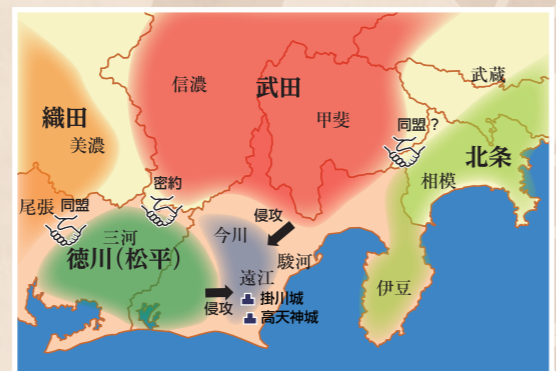 武蔵
信濃
武田
織田
甲斐
同盟？
美濃
北条
相模
密約
尾張
同盟
侵攻
今川
三河
徳川（松平）
駿河
遠江
伊豆
掛川城
侵攻
高天神城